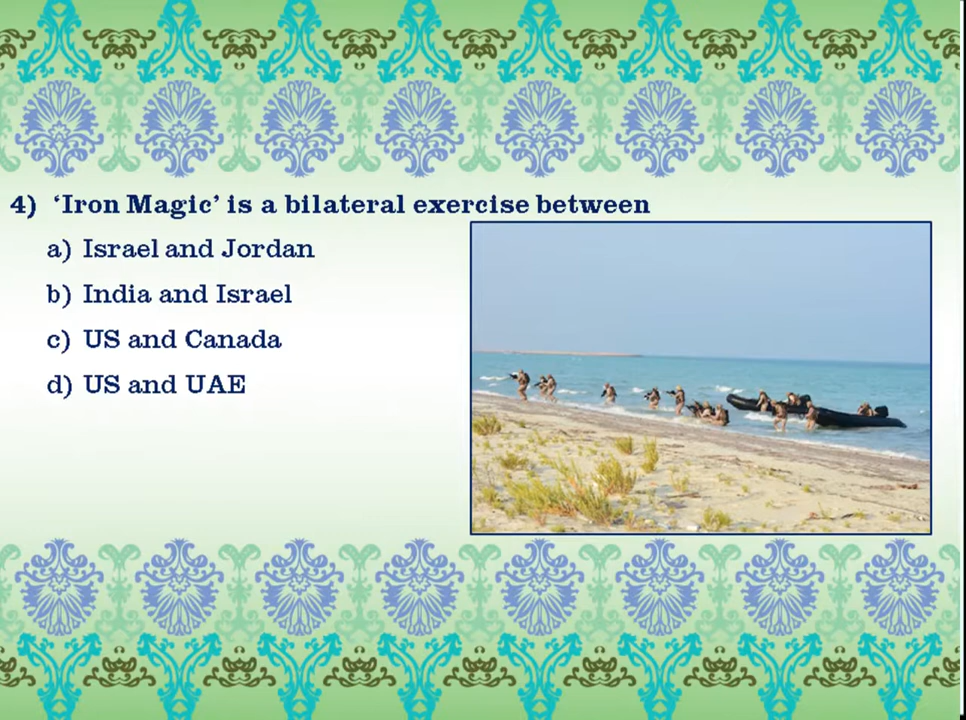 4) ‘Iron Magic’ is a bilateral exercise between
a) Israel and Jordan
b) India and Israel
c) US and Canada
d) US and UAE